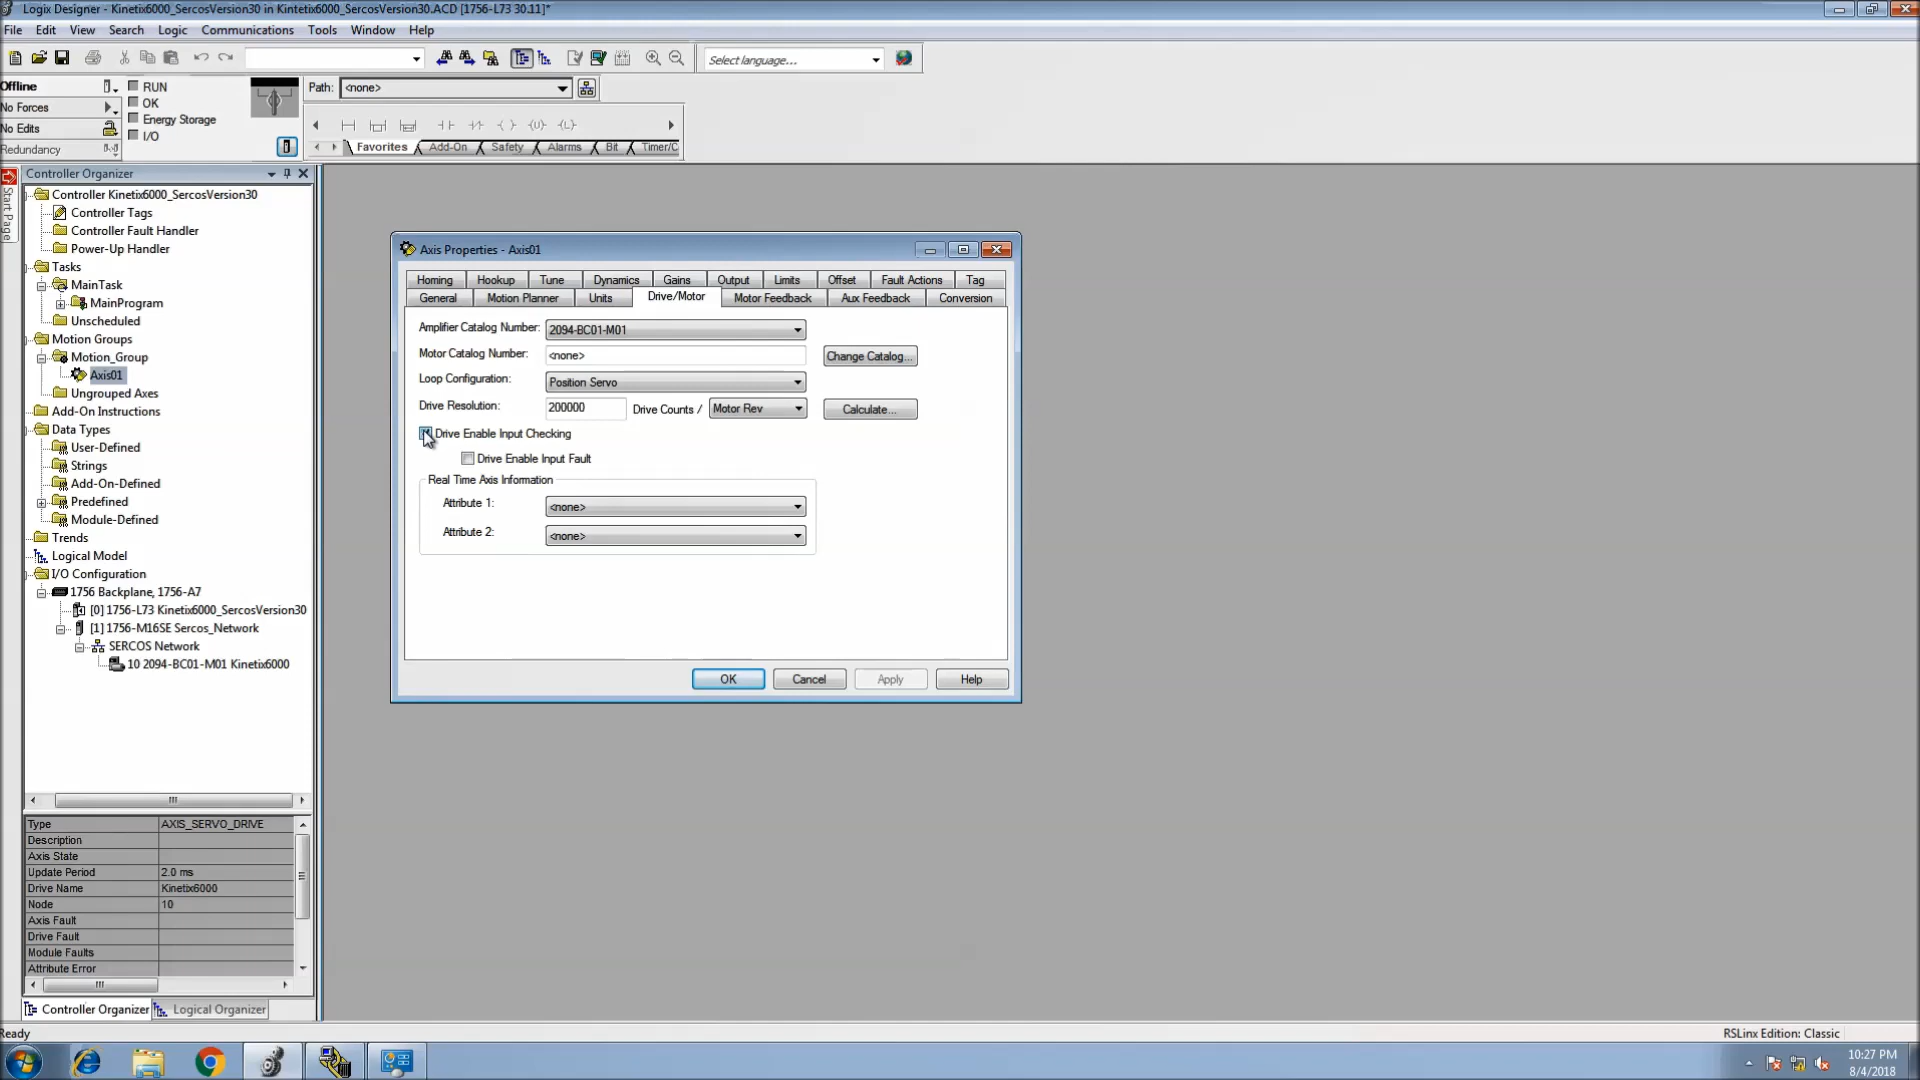 Logix Designer - Kinetix6000_SercosVersion30 in Kintetix6000_SercosVersion30.ACD [1756-L73 30.11]*
File Edit View Search Logic Communications Tools Window Help
Select language...
Offline
RUN
Path: <none>
No Forces
OK
Energy Storage
No Edits
I/O
Redundancy
Favorites Add-On Safety Alarms Bit Timer/C
Start Page
Controller Organizer
Controller Kinetix6000_SercosVersion30
Controller Tags
Controller Fault Handler
Power-Up Handler
Tasks
MainTask
MainProgram
Unscheduled
Motion Groups
Motion_Group
Axis01
Ungrouped Axes
Add-On Instructions
Data Types
User-Defined
Strings
Add-On-Defined
Predefined
Module-Defined
Trends
Logical Model
I/O Configuration
1756 Backplane, 1756-A7
[0] 1756-L73 Kinetix6000_SercosVersion30
[1] 1756-M16SE Sercos_Network
SERCOS Network
10 2094-BC01-M01 Kinetix6000
Type AXIS_SERVO_DRIVE
Description
Axis State
Update Period 2.0 ms
Drive Name Kinetix6000
Node 10
Axis Fault
Drive Fault
Module Faults
Attribute Error
Controller Organizer Logical Organizer
Axis Properties - Axis01
Homing Hookup Tune Dynamics Gains Output Limits Offset Fault Actions Tag
General Motion Planner Units Drive/Motor Motor Feedback Aux Feedback Conversion
Amplifier Catalog Number: 2094-BC01-M01
Motor Catalog Number: <none> Change Catalog...
Loop Configuration: Position Servo
Drive Resolution: 200000 Drive Counts / Motor Rev Calculate...
Drive Enable Input Checking
Drive Enable Input Fault
Real Time Axis Information
Attribute 1: <none>
Attribute 2: <none>
OK Cancel Apply Help
Ready
RSLinx Edition: Classic
10:27 PM
8/4/2018